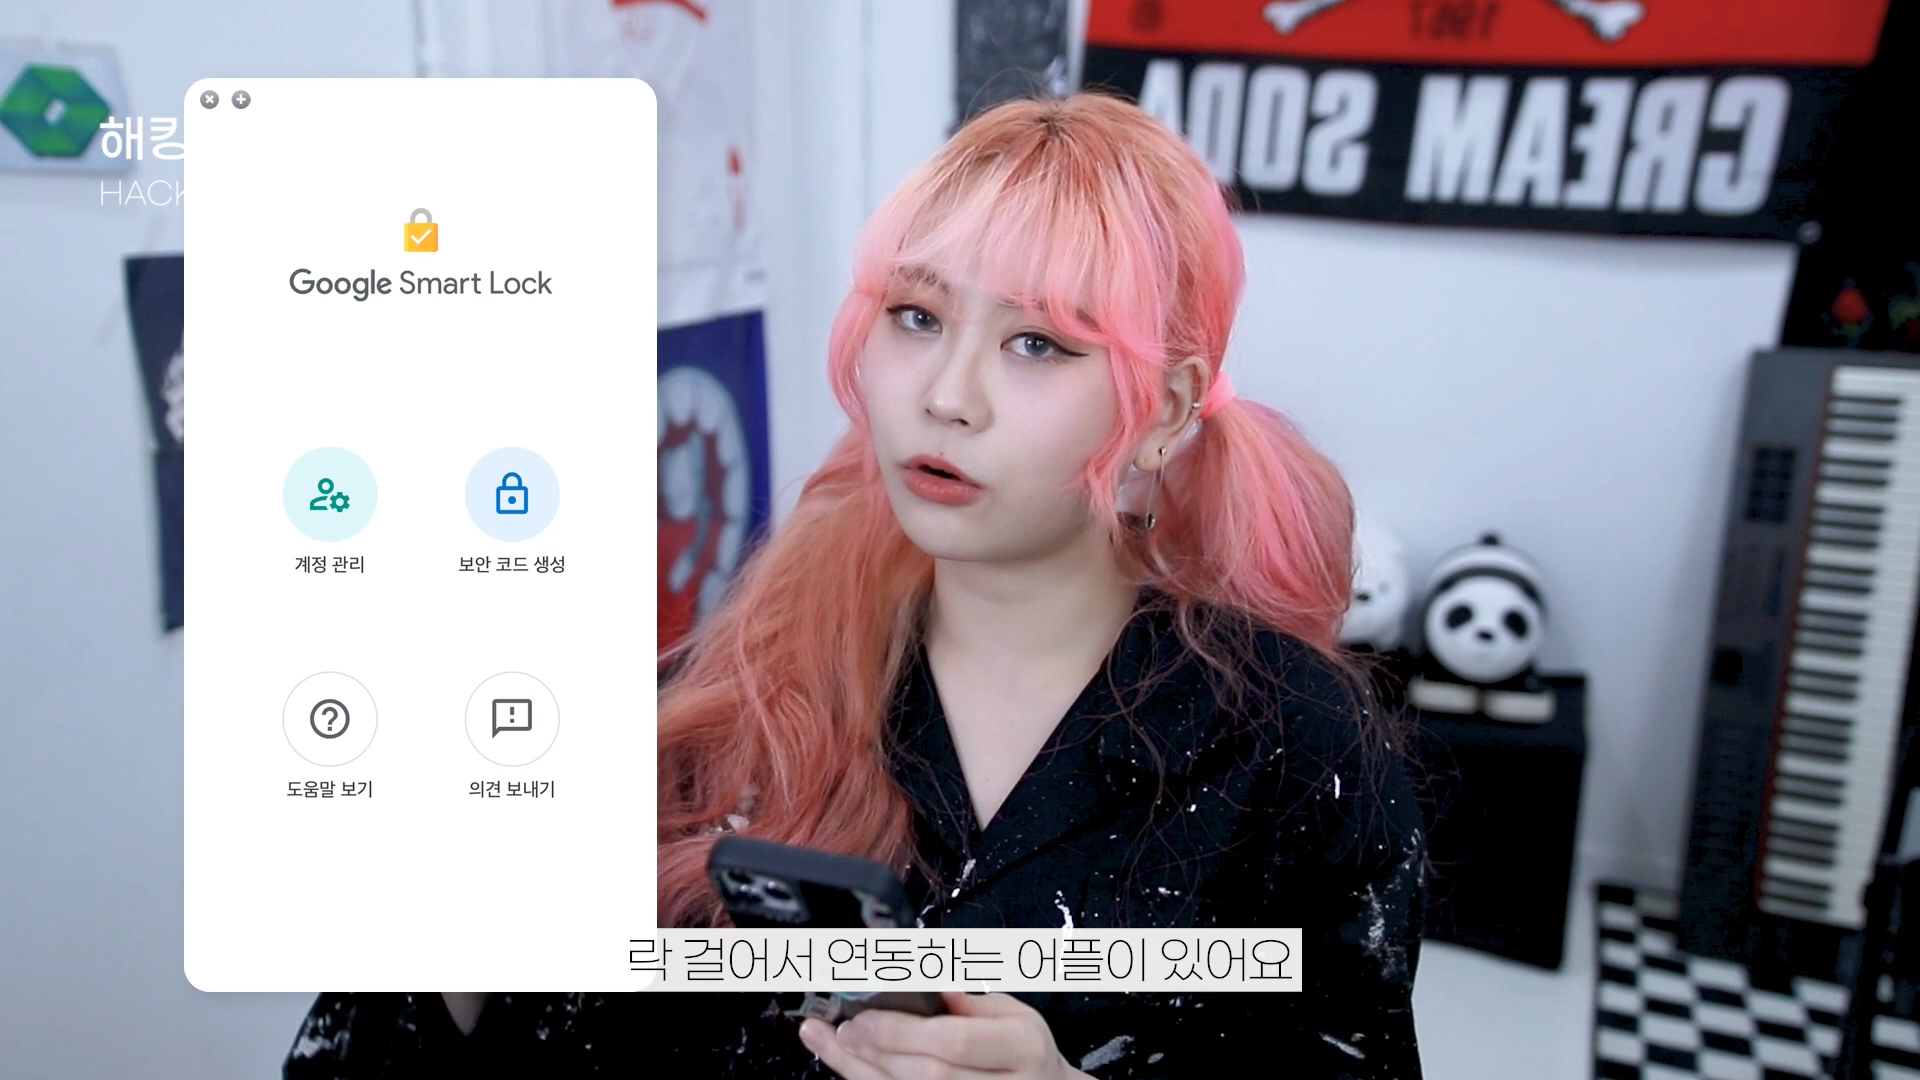 1967
CREAM SODA
해킹
HACK
Google Smart Lock
계정 관리
보안 코드 생성
도움말 보기
의견 보내기
락 걸어서 연동하는 어플이 있어요